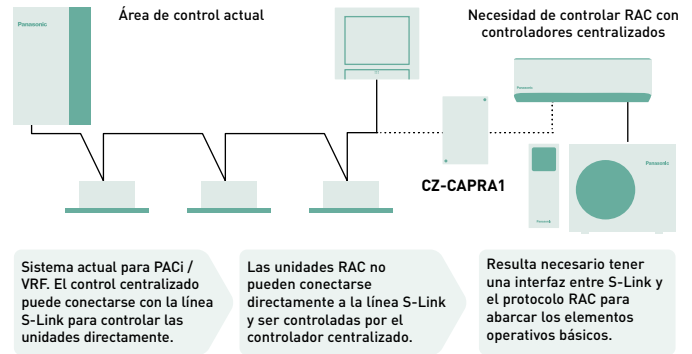 Área de control actual
Necesidad de controlar RAC con
controladores centralizados
Panasonic
Panasonic
Panasonic
Panasonic
CZ-CAPRA1
Sistema actual para PACi /
VRF. El control centralizado
puede conectarse con la línea
S-Link para controlar las
unidades directamente.
Las unidades RAC no
pueden conectarse
directamente a la línea S-Link
y ser controladas por el
controlador centralizado.
Resulta necesario tener
una interfaz entre S-Link y
el protocolo RAC para
abarcar los elementos
operativos básicos.